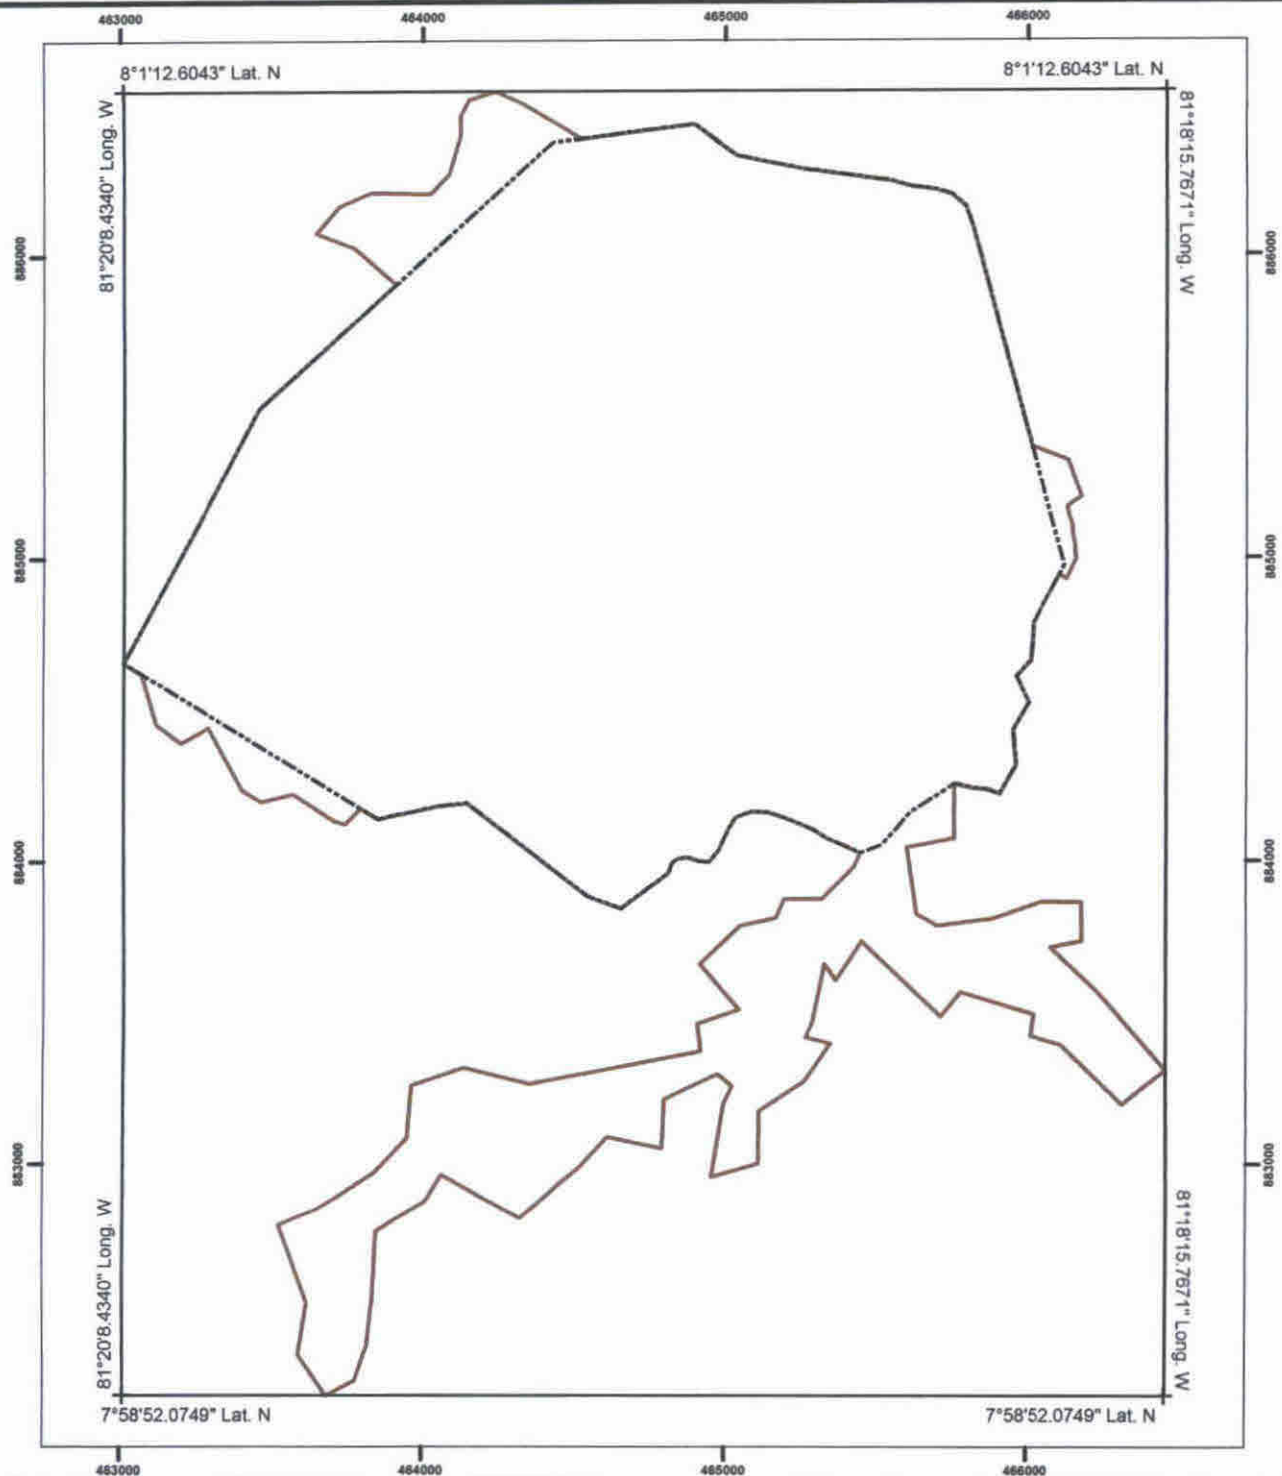 463000 464000 465000 466000
8°1'12.6043" Lat. N 8°1'12.6043" Lat. N
81°20'8.4340" Long. W
81°18'15.7671" Long. W
886000 886000
885000 885000
884000 884000
883000 883000
81°20'8.4340" Long. W
81°18'15.7671" Long. W
7°58'52.0749" Lat. N 7°58'52.0749" Lat. N
463000 464000 465000 466000